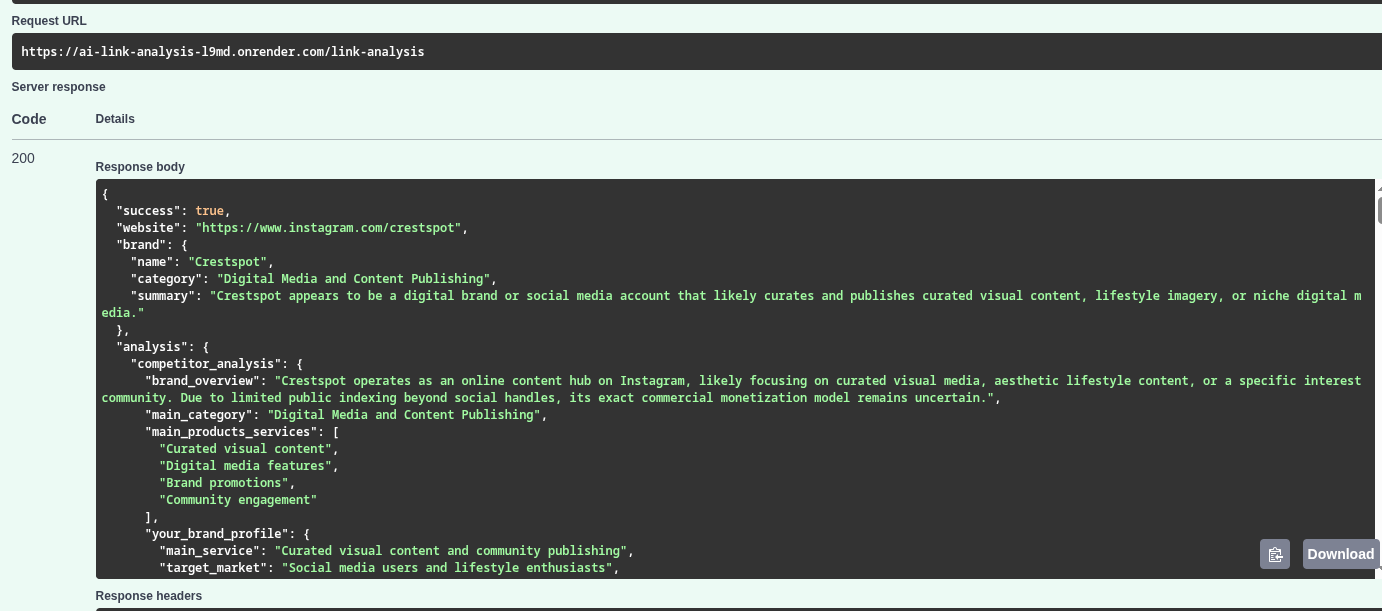 Request URL
https://ai-link-analysis-l9md.onrender.com/link-analysis
Server response
Code Details
200
Response body
{
  "success": true,
  "website": "https://www.instagram.com/crestspot",
  "brand": {
    "name": "Crestspot",
    "category": "Digital Media and Content Publishing",
    "summary": "Crestspot appears to be a digital brand or social media account that likely curates and publishes curated visual content, lifestyle imagery, or niche digital m
edia."
  },
  "analysis": {
    "competitor_analysis": {
      "brand_overview": "Crestspot operates as an online content hub on Instagram, likely focusing on curated visual media, aesthetic lifestyle content, or a specific interest
community. Due to limited public indexing beyond social handles, its exact commercial monetization model remains uncertain.",
      "main_category": "Digital Media and Content Publishing",
      "main_products_services": [
        "Curated visual content",
        "Digital media features",
        "Brand promotions",
        "Community engagement"
      ],
      "your_brand_profile": {
        "main_service": "Curated visual content and community publishing",
        "target_market": "Social media users and lifestyle enthusiasts",
Download
Response headers